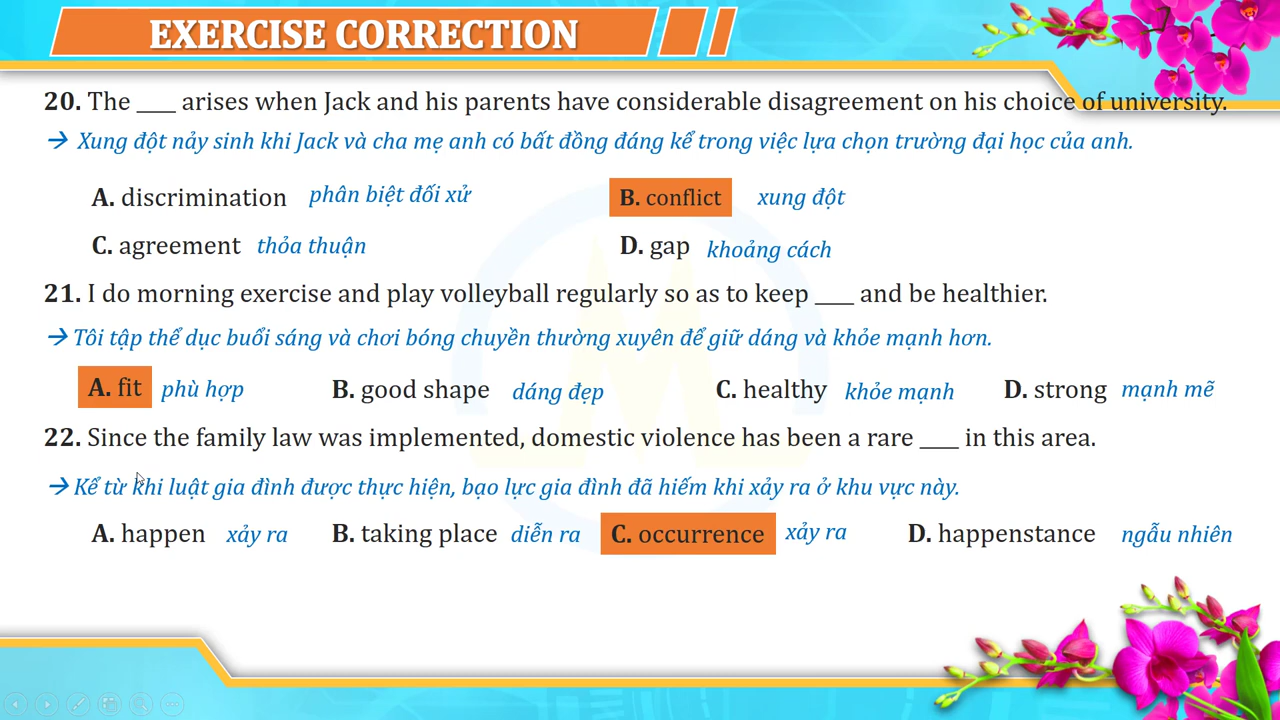 EXERCISE CORRECTION
20. The ____ arises when Jack and his parents have considerable disagreement on his choice of university.
→ Xung đột nảy sinh khi Jack và cha mẹ anh có bất đồng đáng kể trong việc lựa chọn trường đại học của anh.
A. discrimination phân biệt đối xử B. conflict xung đột
C. agreement thỏa thuận D. gap khoảng cách
21. I do morning exercise and play volleyball regularly so as to keep ____ and be healthier.
→ Tôi tập thể dục buổi sáng và chơi bóng chuyền thường xuyên để giữ dáng và khỏe mạnh hơn.
A. fit phù hợp B. good shape dáng đẹp C. healthy khỏe mạnh D. strong mạnh mẽ
22. Since the family law was implemented, domestic violence has been a rare ____ in this area.
→ Kể từ khi luật gia đình được thực hiện, bạo lực gia đình đã hiếm khi xảy ra ở khu vực này.
A. happen xảy ra B. taking place diễn ra C. occurrence xảy ra D. happenstance ngẫu nhiên